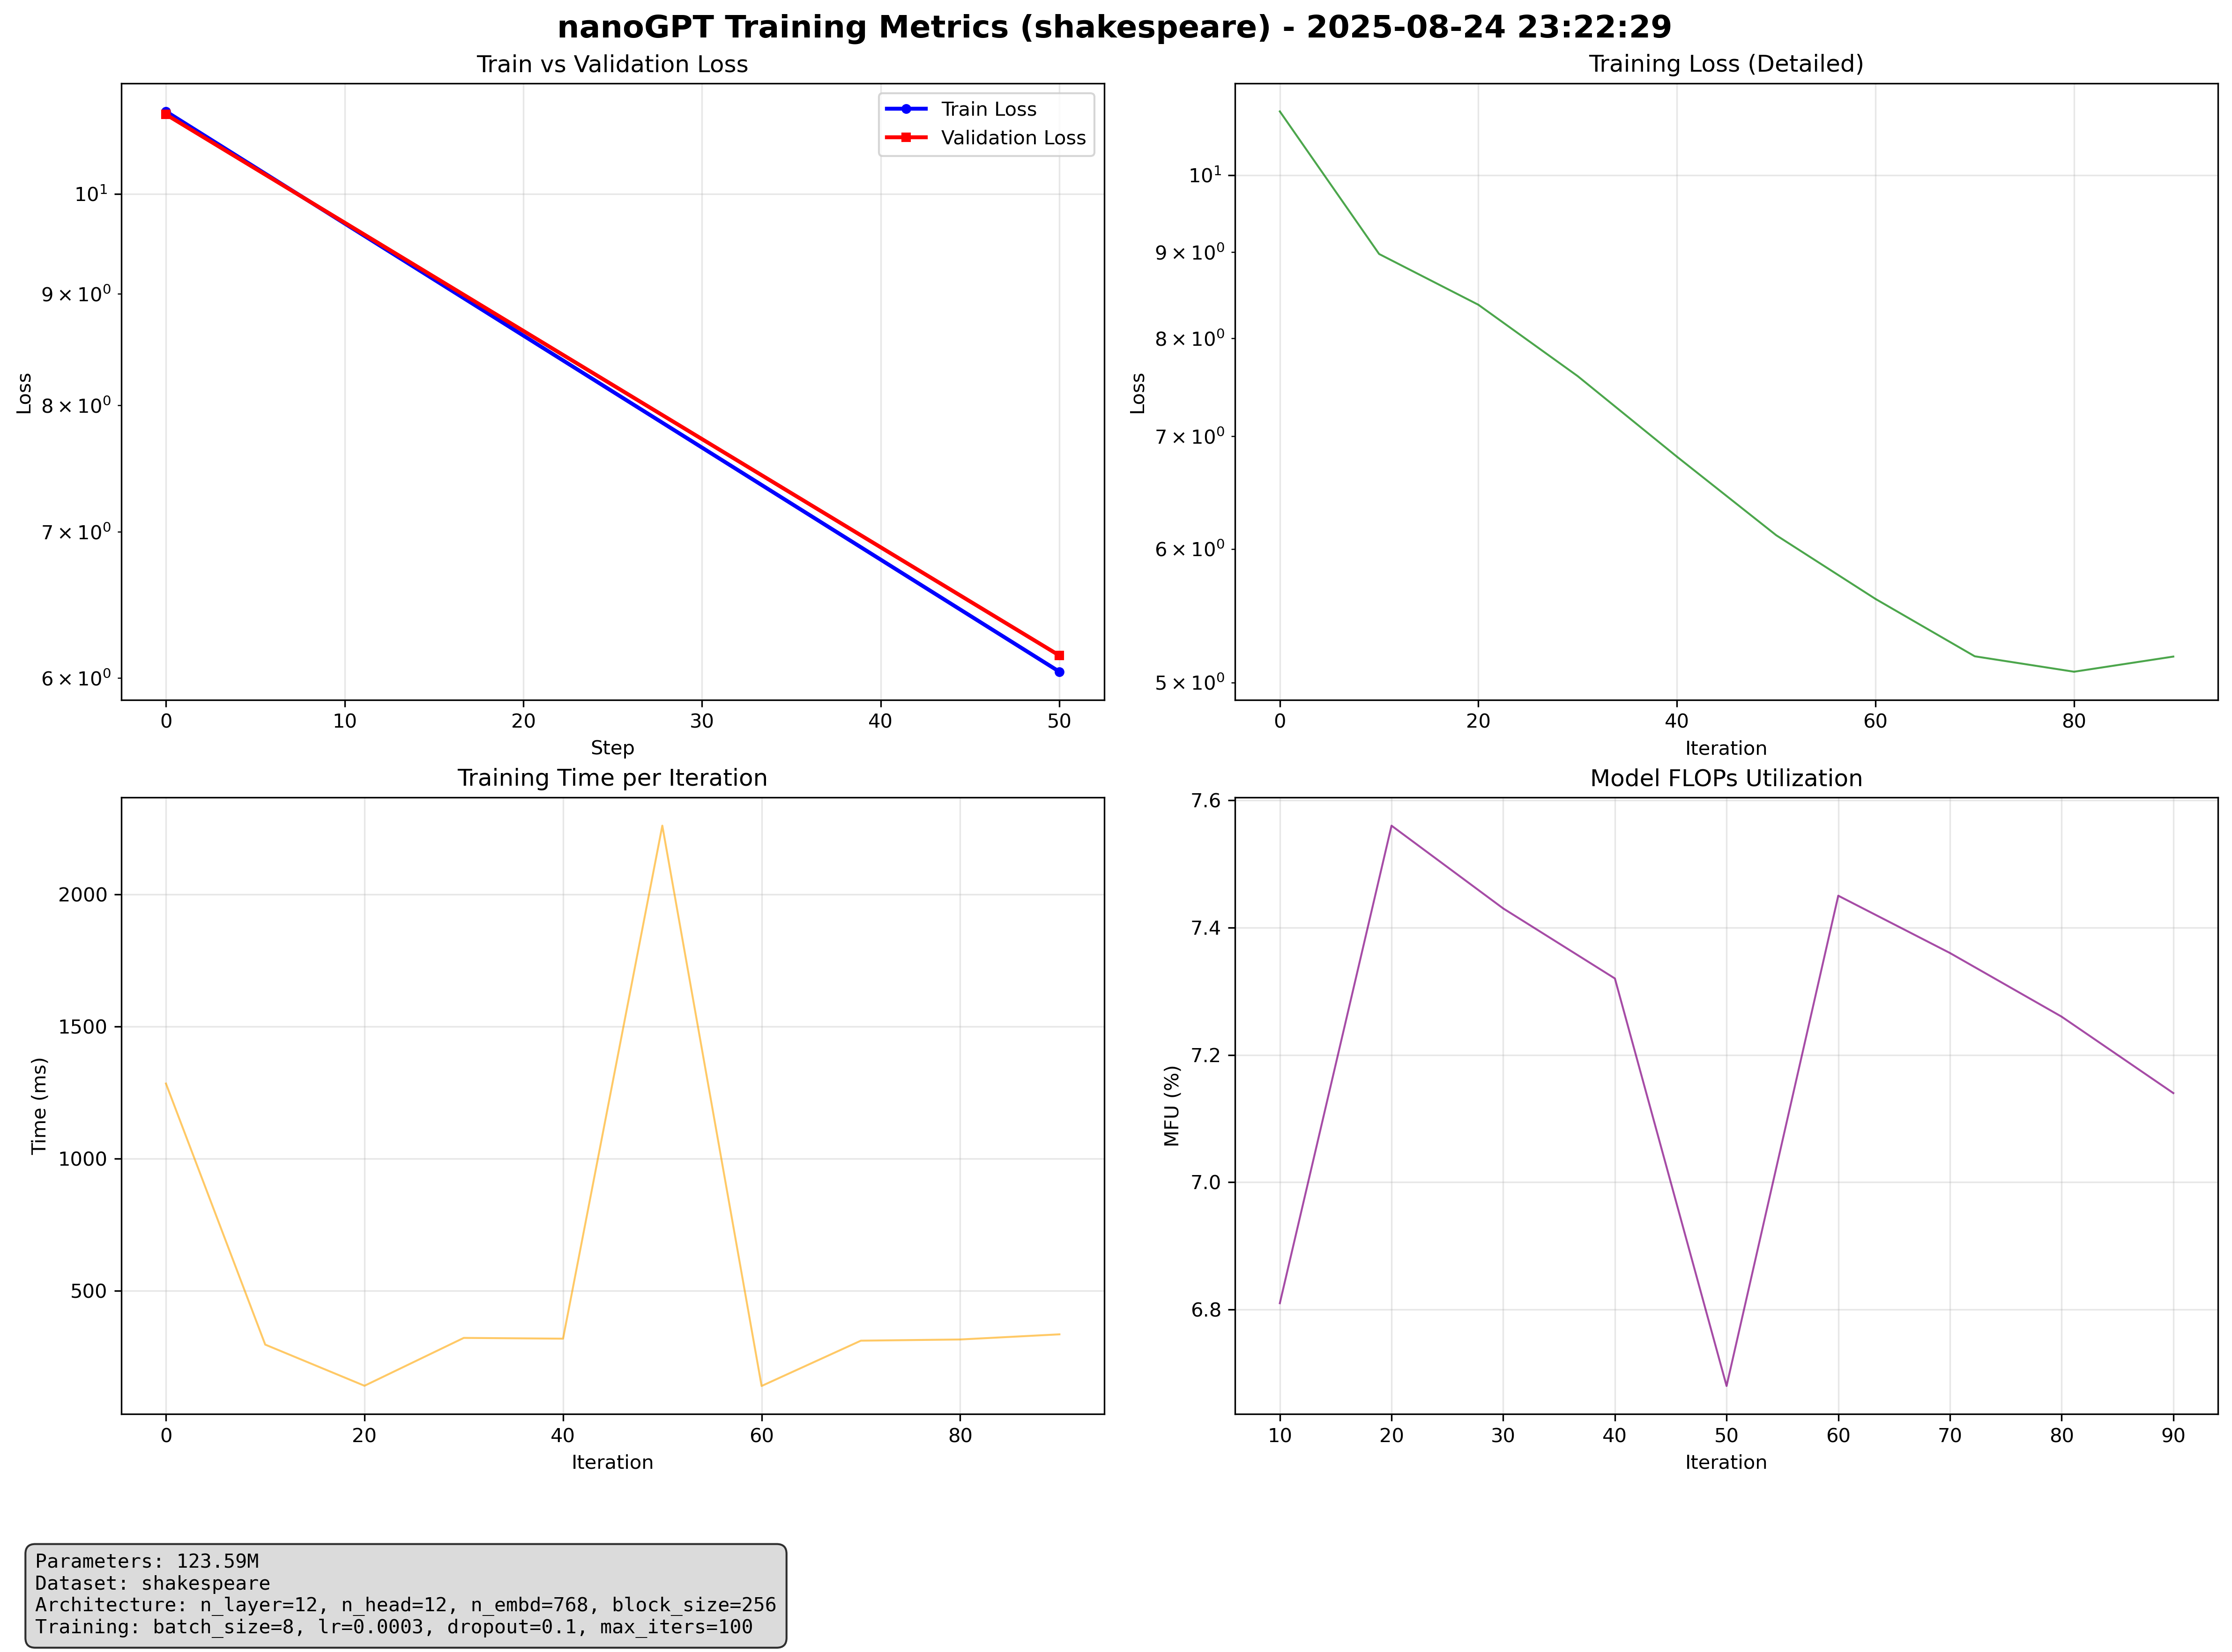 nanoGPT Training Metrics (shakespeare) - 2025-08-24 23:22:29
Train vs Validation Loss
Train Loss
Validation Loss
Loss
10¹
9 × 10⁰
8 × 10⁰
7 × 10⁰
6 × 10⁰
0 10 20 30 40 50
Step
Training Loss (Detailed)
Loss
10¹
9 × 10⁰
8 × 10⁰
7 × 10⁰
6 × 10⁰
5 × 10⁰
0 20 40 60 80
Iteration
Training Time per Iteration
Time (ms)
2000
1500
1000
500
0 20 40 60 80
Iteration
Model FLOPs Utilization
MFU (%)
7.6
7.4
7.2
7.0
6.8
10 20 30 40 50 60 70 80 90
Iteration
Parameters: 123.59M
Dataset: shakespeare
Architecture: n_layer=12, n_head=12, n_embd=768, block_size=256
Training: batch_size=8, lr=0.0003, dropout=0.1, max_iters=100